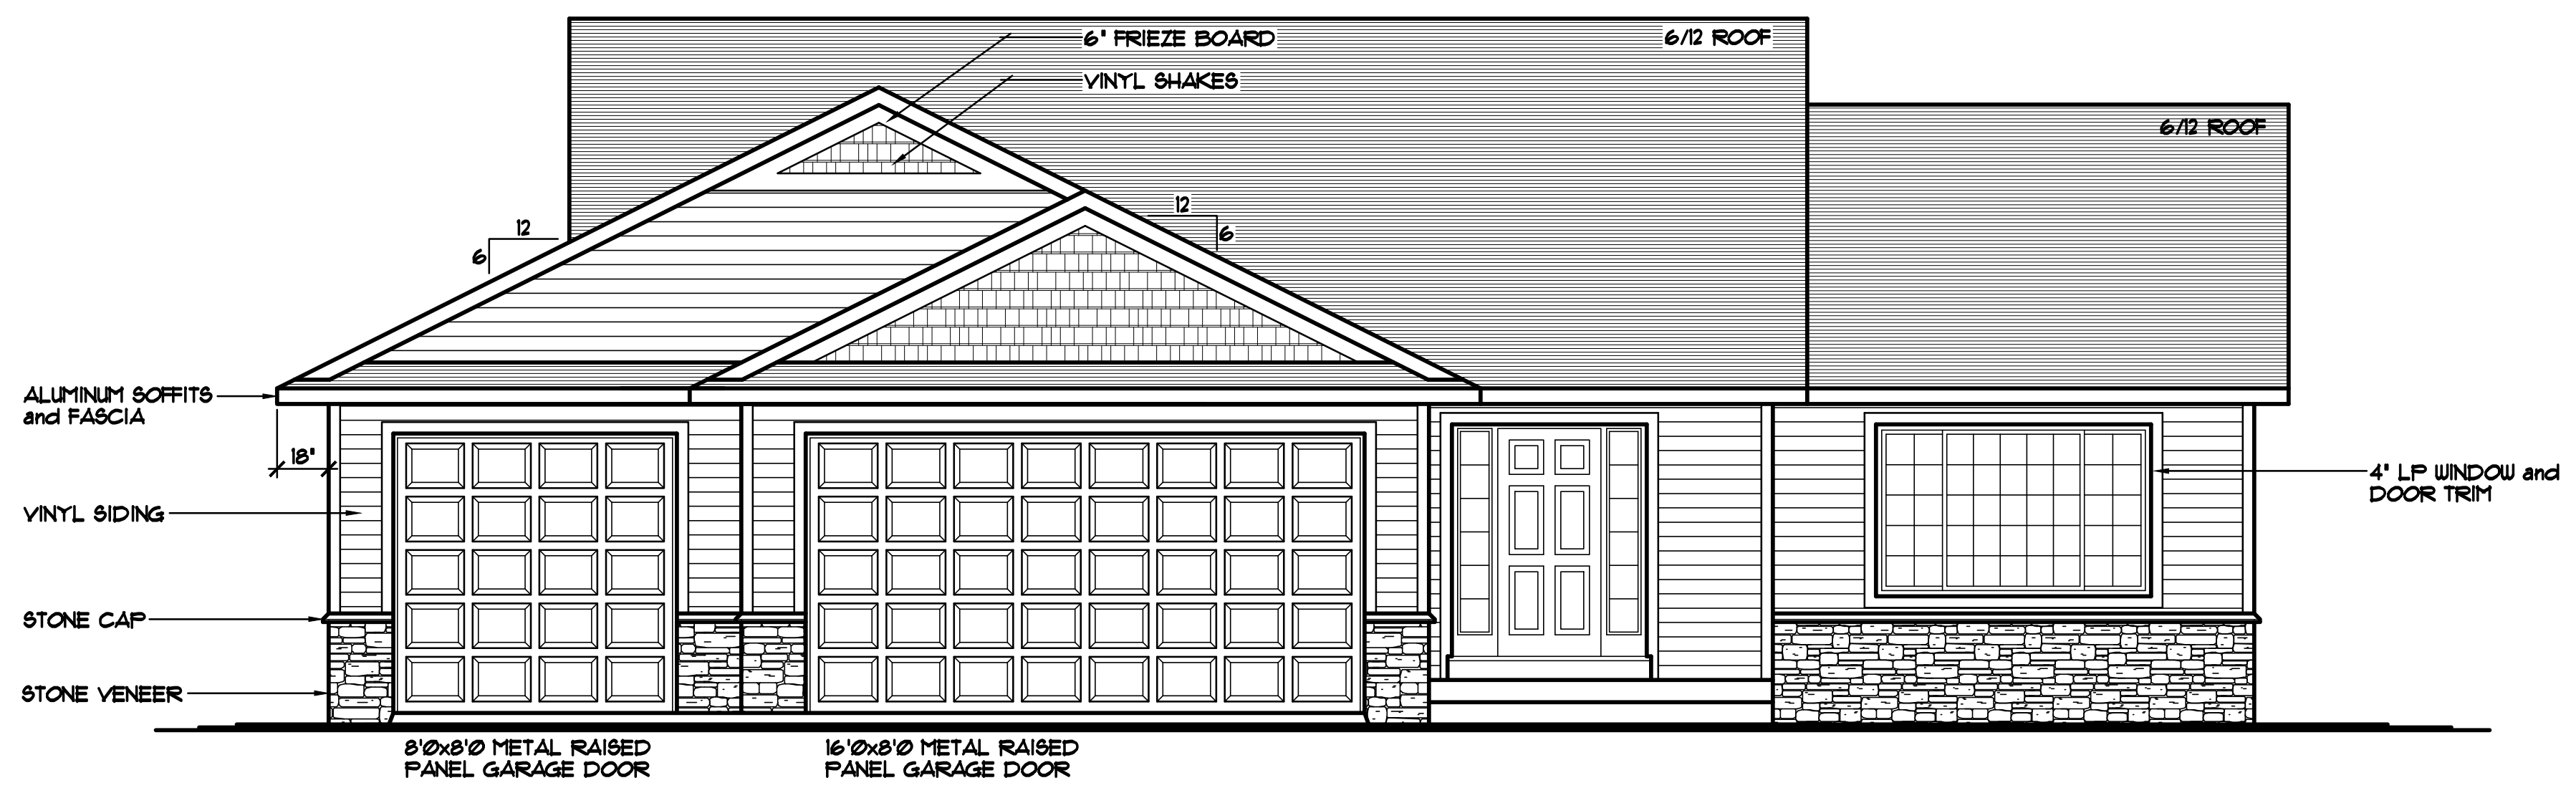 6" FRIEZE BOARD
6/12 ROOF
VINYL SHAKES
6/12 ROOF
12
6
12
6
ALUMINUM SOFFITS
and FASCIA
18"
VINYL SIDING
4" LP WINDOW and
DOOR TRIM
STONE CAP
STONE VENEER
8'0x8'0 METAL RAISED
PANEL GARAGE DOOR
16'0x8'0 METAL RAISED
PANEL GARAGE DOOR